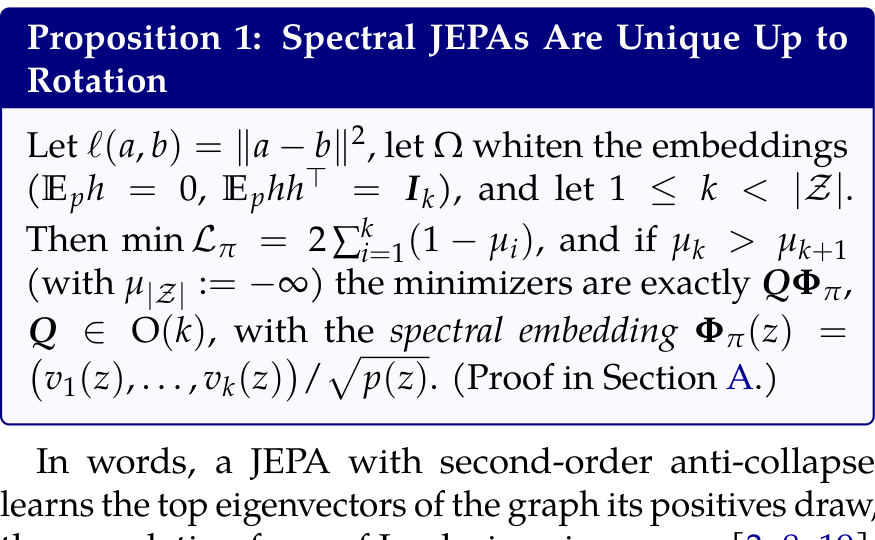 Proposition 1: Spectral JEPAs Are Unique Up to
Rotation
Let ℓ(a, b) = ∥a − b∥², let Ω whiten the embeddings
(𝔼ₚh = 0, 𝔼ₚhh⊤ = 𝑰ₖ), and let 1 ≤ k < |𝒵|.
Then min 𝓛_π = 2 ∑ᵢ₌₁ᵏ(1 − μᵢ), and if μₖ > μₖ₊₁
(with μ_|𝒵| := −∞) the minimizers are exactly 𝑸𝚽_π,
𝑸 ∈ O(k), with the spectral embedding 𝚽_π(z) =
(v₁(z), . . . , vₖ(z))/√p(z). (Proof in Section A.)
In words, a JEPA with second-order anti-collapse
learns the top eigenvectors of the graph its positives draw,